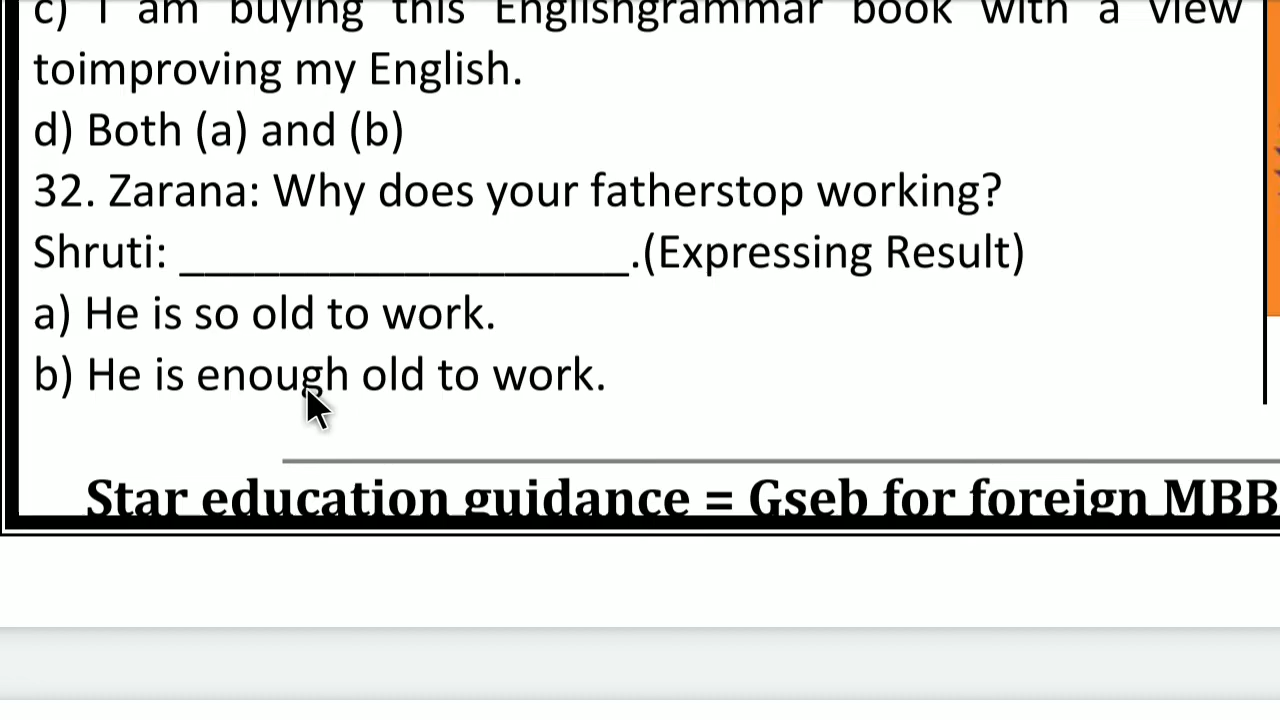 c) I am buying this Englishgrammar book with a view
toimproving my English.
d) Both (a) and (b)
32. Zarana: Why does your fatherstop working?
Shruti: __________________.(Expressing Result)
a) He is so old to work.
b) He is enough old to work.
Star education guidance = Gseb for foreign MBB